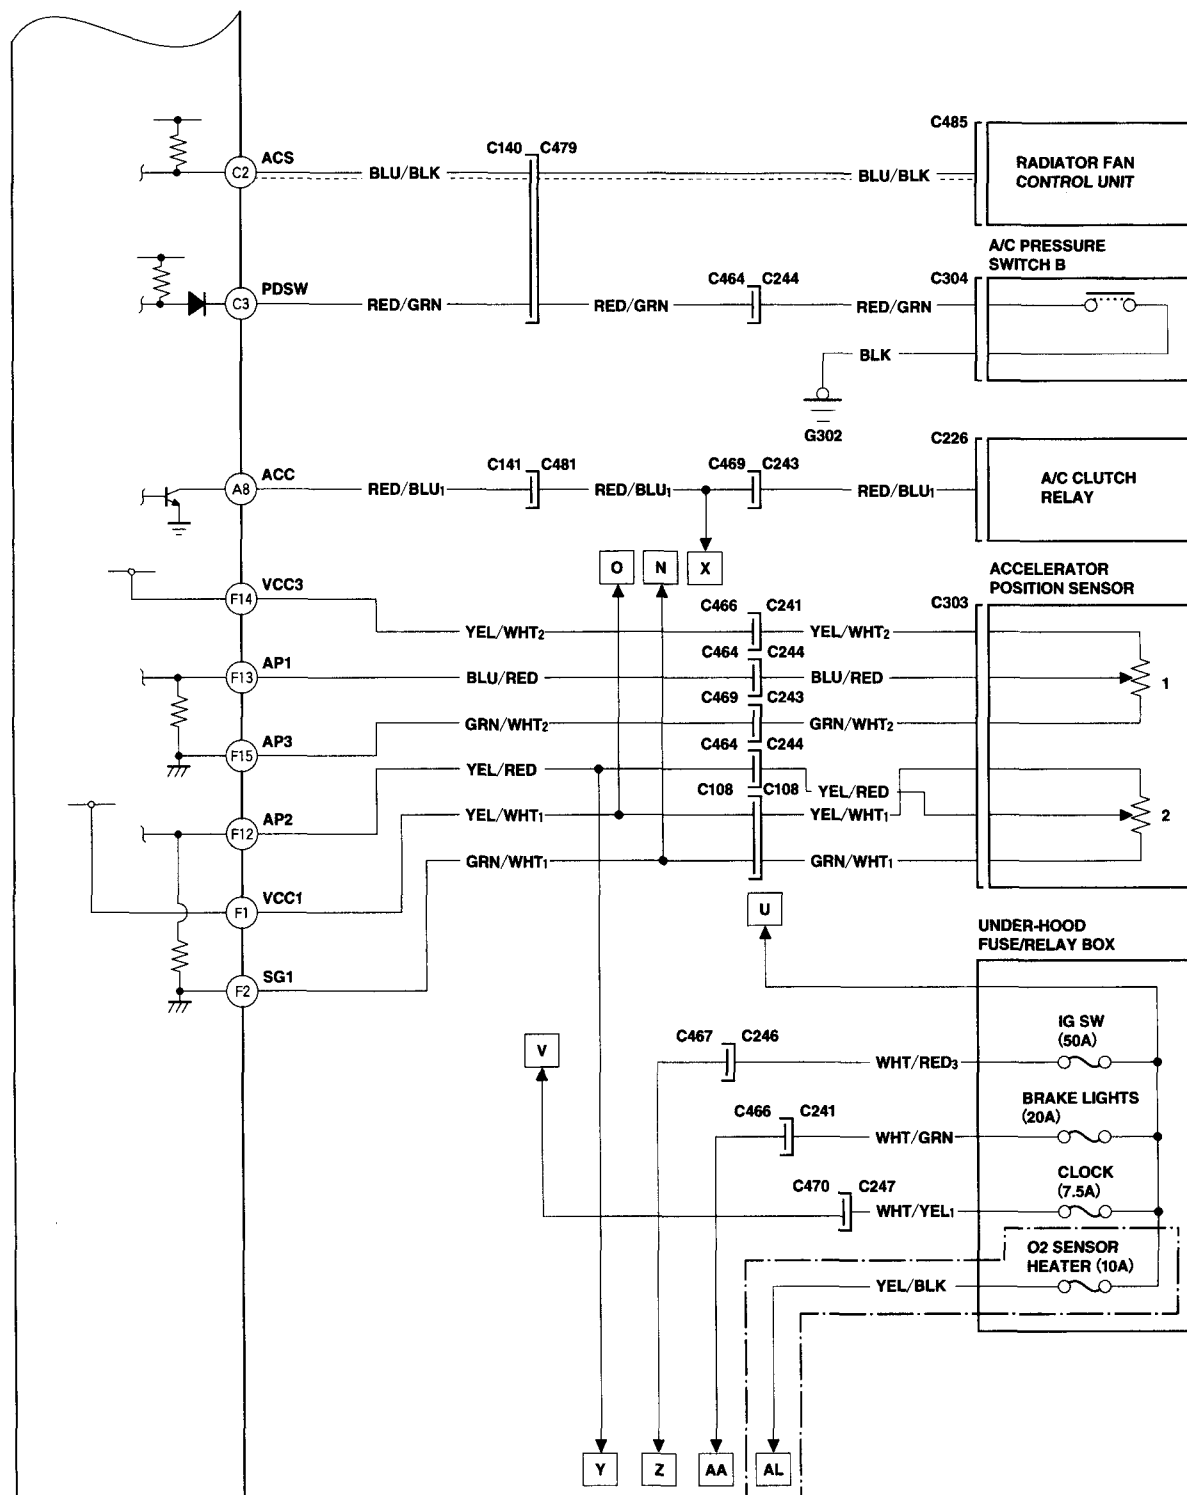 C485
C140 C479
ACS
C2
BLU/BLK
BLU/BLK
RADIATOR FAN
CONTROL UNIT
A/C PRESSURE
SWITCH B
C464 C244
C304
PDSW
C3
RED/GRN
RED/GRN
RED/GRN
BLK
G302
C226
C141 C481
C469 C243
ACC
A8
RED/BLU1
RED/BLU1
RED/BLU1
A/C CLUTCH
RELAY
O
N
X
ACCELERATOR
POSITION SENSOR
VCC3
F14
C466 C241
C303
YEL/WHT2
YEL/WHT2
C464 C244
AP1
F13
BLU/RED
BLU/RED
1
C469 C243
GRN/WHT2
GRN/WHT2
AP3
F15
C464 C244
YEL/RED
YEL/RED
C108 C108
AP2
F12
YEL/WHT1
YEL/WHT1
2
GRN/WHT1
GRN/WHT1
VCC1
F1
U
UNDER-HOOD
FUSE/RELAY BOX
SG1
F2
IG SW
(50A)
V
C467 C246
WHT/RED3
BRAKE LIGHTS
(20A)
C466 C241
WHT/GRN
CLOCK
(7.5A)
C470 C247
WHT/YEL1
O2 SENSOR
HEATER (10A)
YEL/BLK
Y
Z
AA
AL